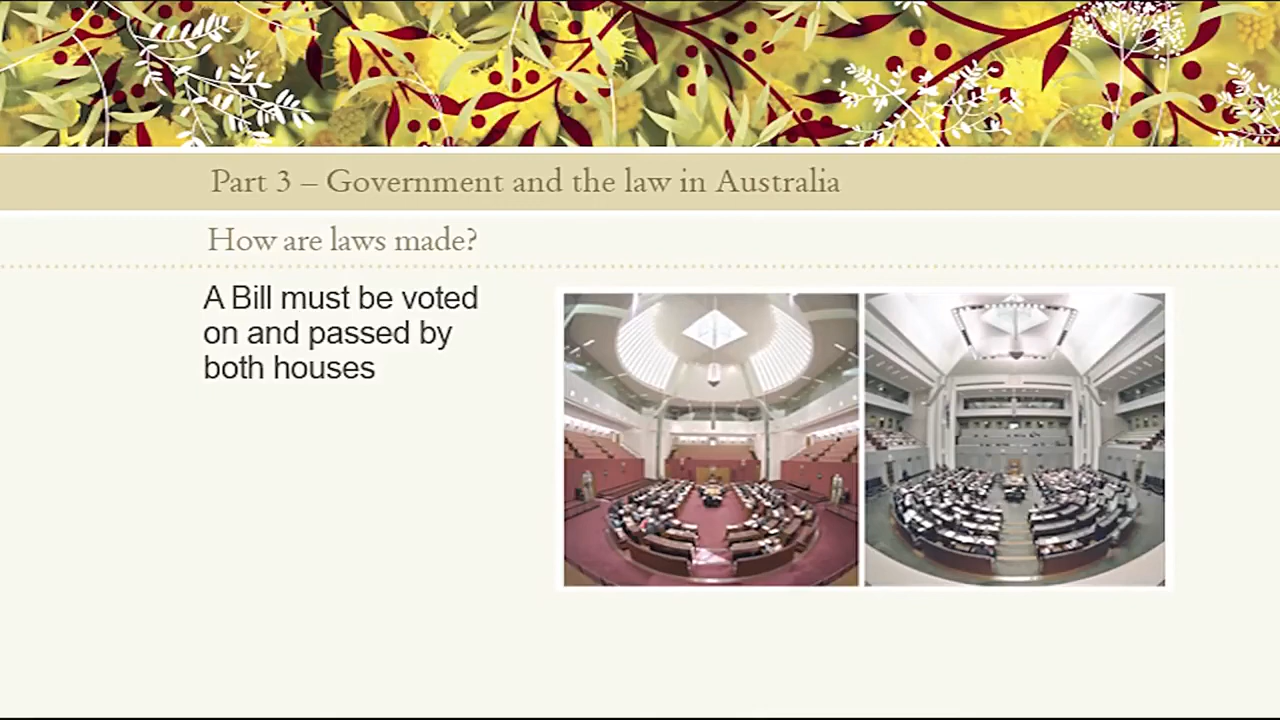 Part 3 – Government and the law in Australia
How are laws made?
A Bill must be voted
on and passed by
both houses